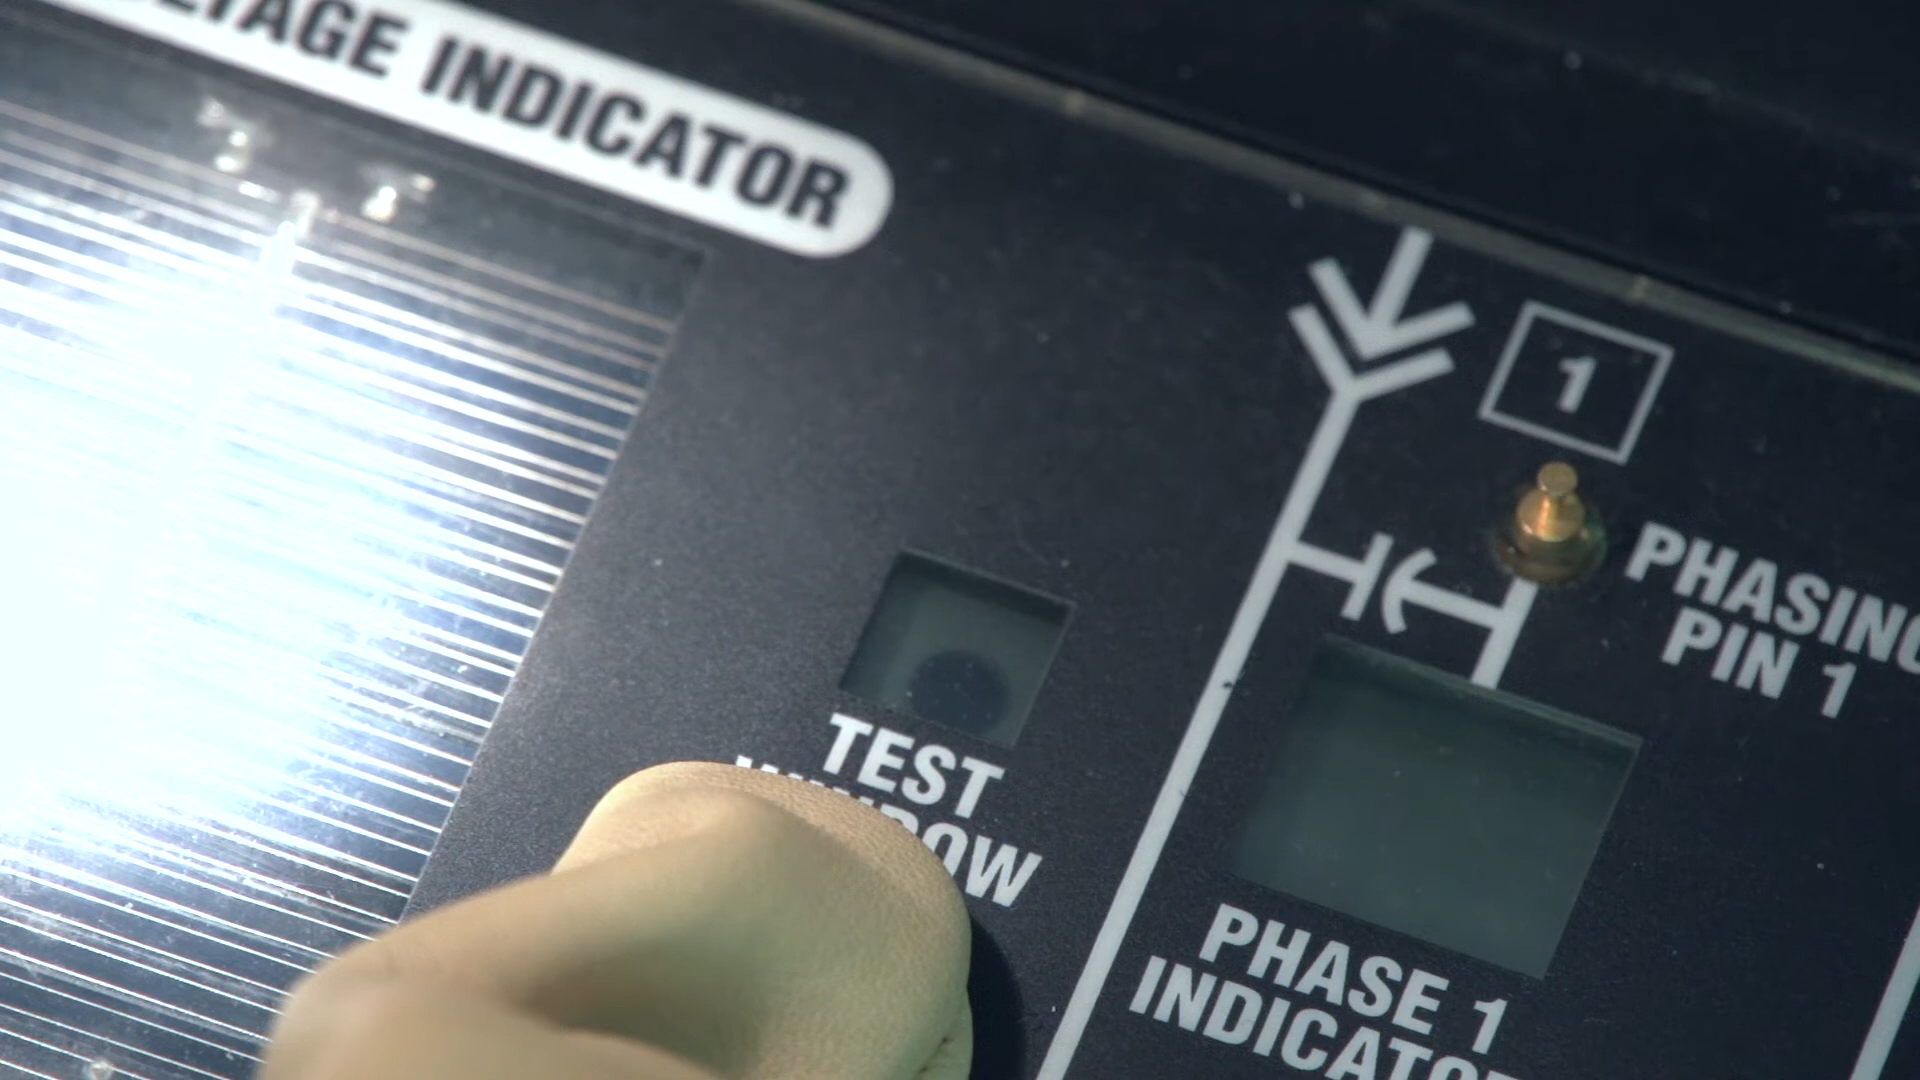 INDICATOR
1
PHASING
PIN 1
TEST
PHASE 1